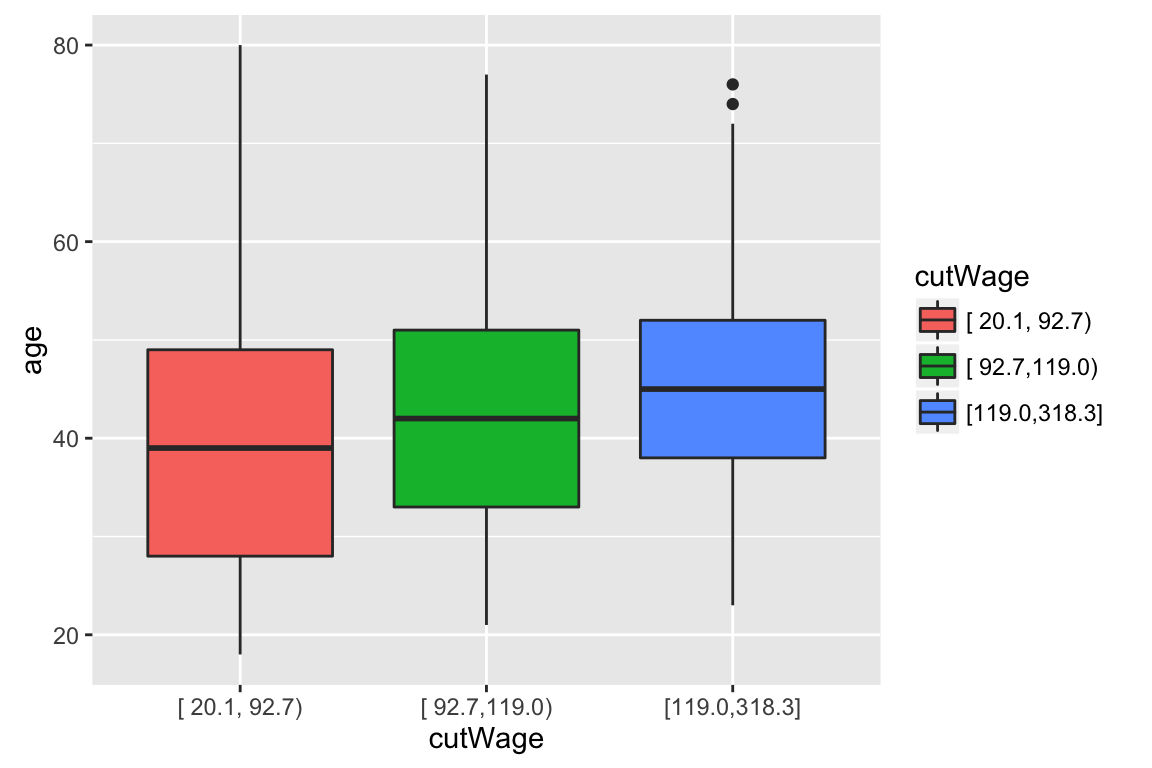 80
60
40
20
age
[ 20.1, 92.7)
[ 92.7,119.0)
[119.0,318.3]
cutWage
cutWage
[ 20.1, 92.7)
[ 92.7,119.0)
[119.0,318.3]